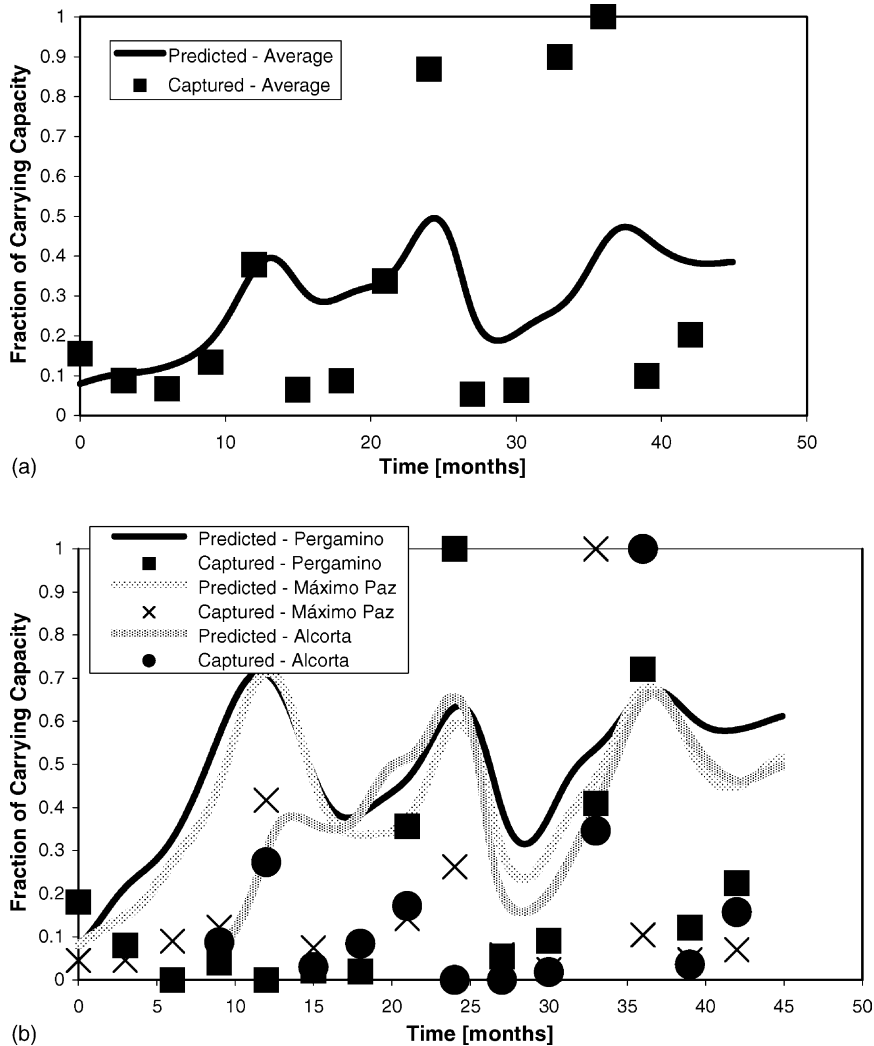 Fraction of Carrying Capacity
1
0.9
0.8
0.7
0.6
0.5
0.4
0.3
0.2
0.1
0
Predicted - Average
Captured - Average
0 10 20 30 40 50
Time [months]
(a)
Fraction of Carrying Capacity
1
0.9
0.8
0.7
0.6
0.5
0.4
0.3
0.2
0.1
0
Predicted - Pergamino
Captured - Pergamino
Predicted - Máximo Paz
Captured - Máximo Paz
Predicted - Alcorta
Captured - Alcorta
0 5 10 15 20 25 30 35 40 45 50
Time [months]
(b)